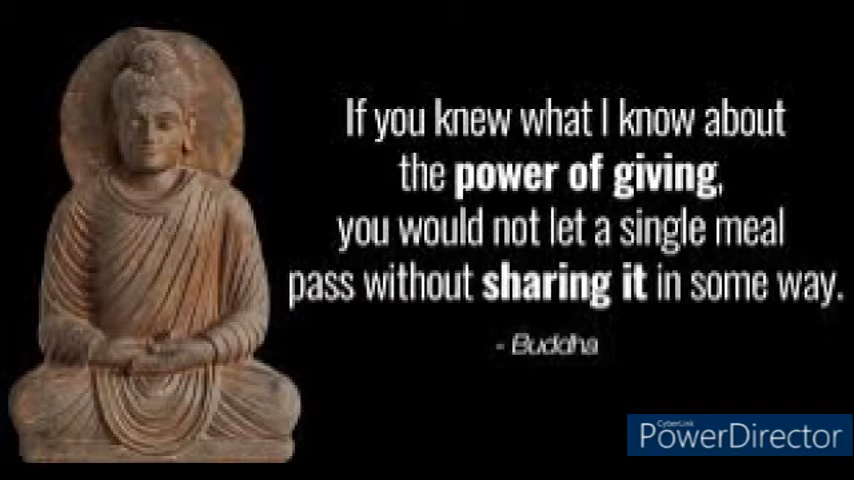 If you knew what I know about
the power of giving,
you would not let a single meal
pass without sharing it in some way.
- Buddha
CyberLink
PowerDirector